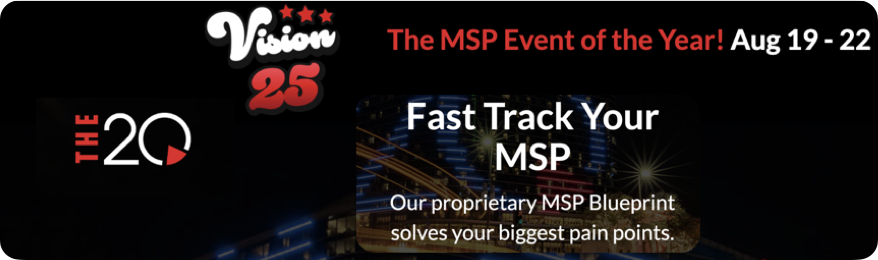 Vision
25
The MSP Event of the Year! Aug 19 - 22
THE
20
Fast Track Your
MSP
Our proprietary MSP Blueprint
solves your biggest pain points.